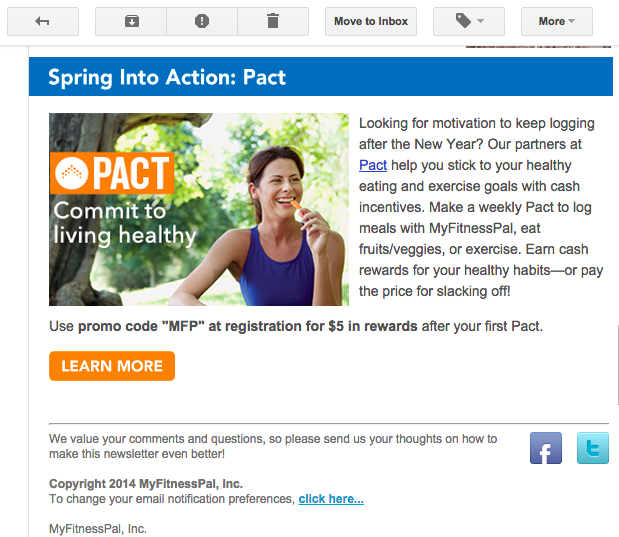 Move to Inbox
More
Spring Into Action: Pact
PACT
Commit to
living healthy
Looking for motivation to keep logging
after the New Year? Our partners at
Pact help you stick to your healthy
eating and exercise goals with cash
incentives. Make a weekly Pact to log
meals with MyFitnessPal, eat
fruits/veggies, or exercise. Earn cash
rewards for your healthy habits—or pay
the price for slacking off!
Use promo code "MFP" at registration for $5 in rewards after your first Pact.
LEARN MORE
We value your comments and questions, so please send us your thoughts on how to
make this newsletter even better!
f
t
Copyright 2014 MyFitnessPal, Inc.
To change your email notification preferences, click here...
MyFitnessPal, Inc.